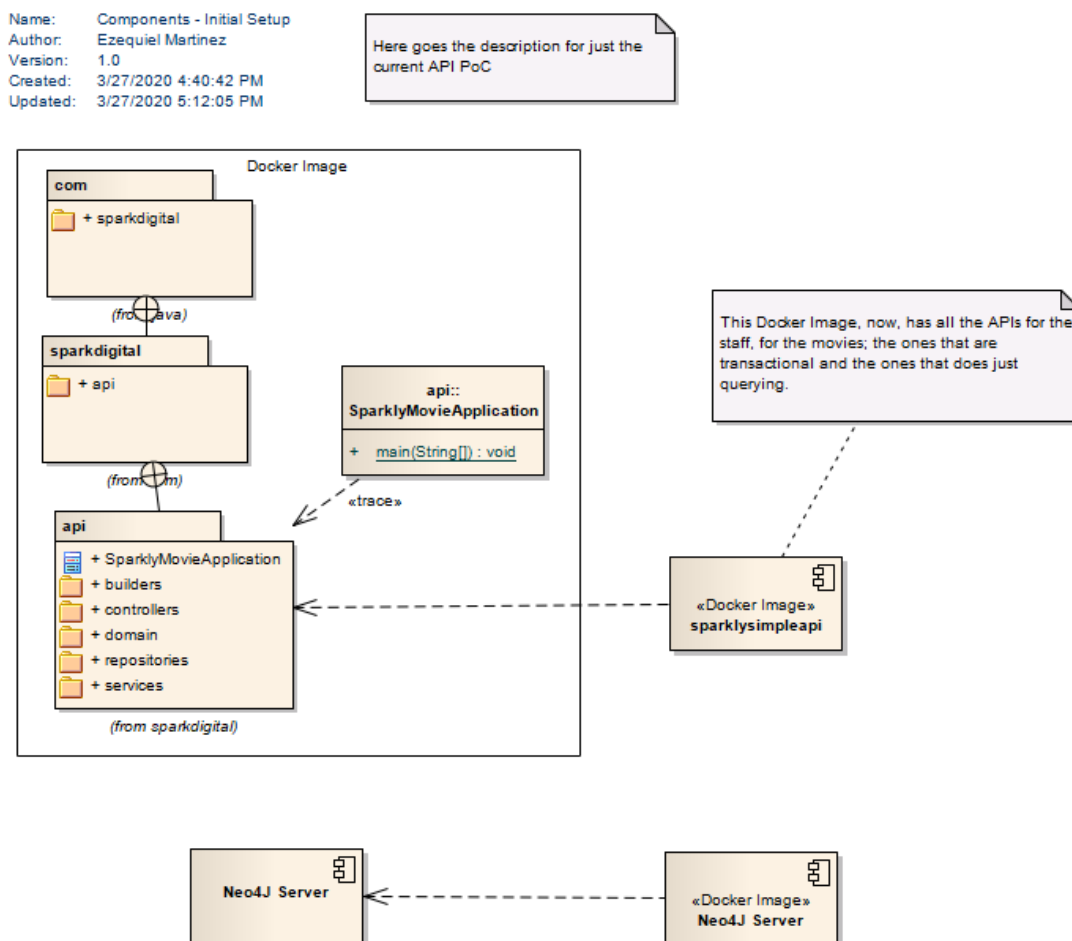 Name: Components - Initial Setup
Author: Ezequiel Martinez
Version: 1.0
Created: 3/27/2020 4:40:42 PM
Updated: 3/27/2020 5:12:05 PM
Here goes the description for just the
current API PoC
Docker Image
com
+ sparkdigital
(from java)
sparkdigital
+ api
(from com)
api::
SparklyMovieApplication
+ main(String[]) : void
«trace»
api
+ SparklyMovieApplication
+ builders
+ controllers
+ domain
+ repositories
+ services
(from sparkdigital)
This Docker Image, now, has all the APIs for the
staff, for the movies; the ones that are
transactional and the ones that does just
querying.
«Docker Image»
sparklysimpleapi
Neo4J Server
«Docker Image»
Neo4J Server